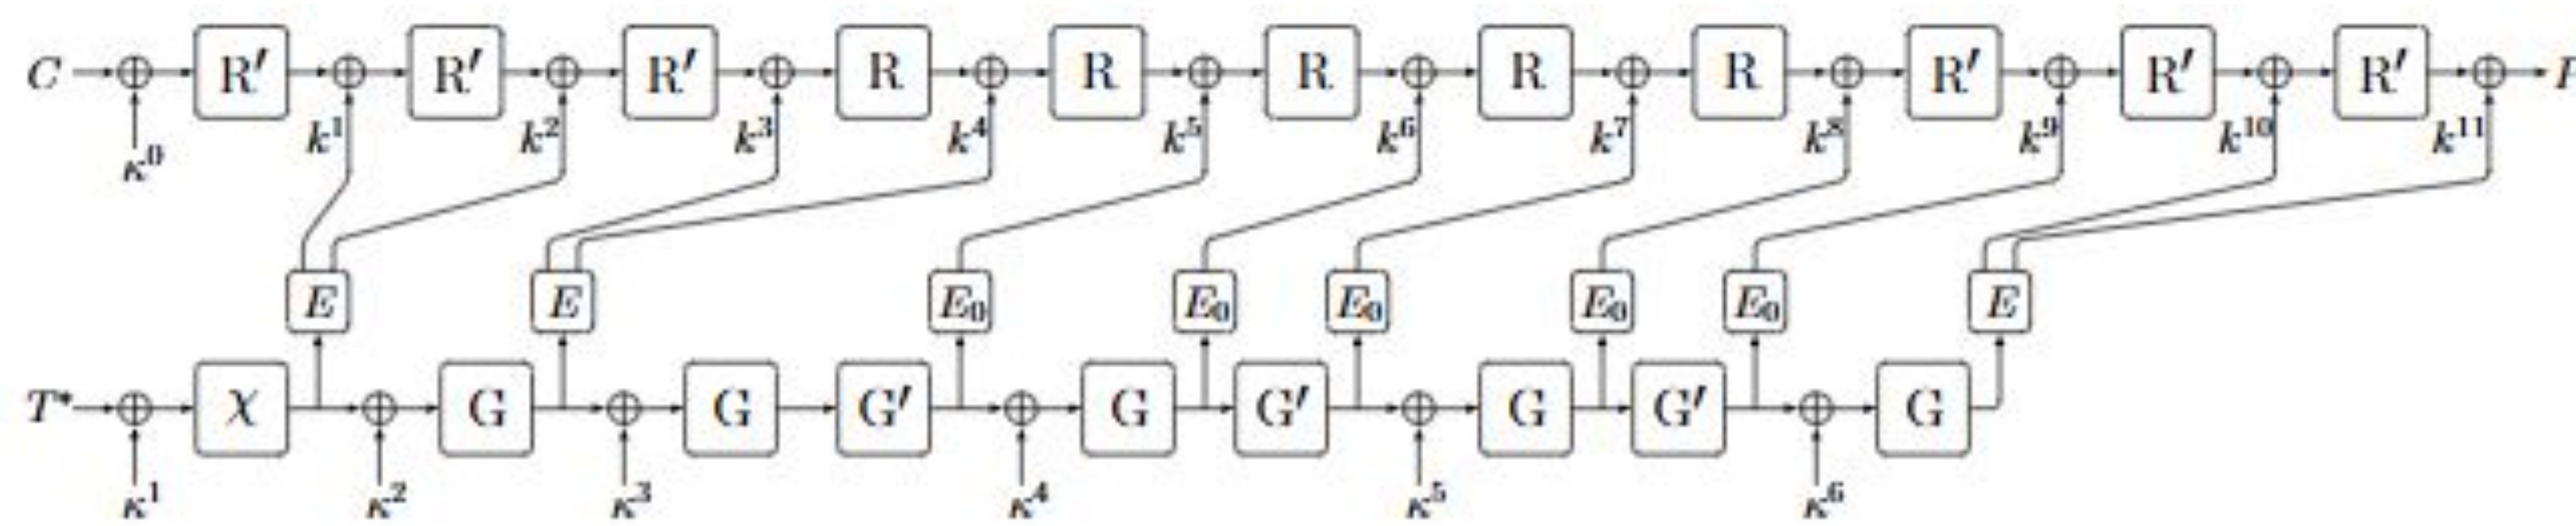 C R′ R′ R′ R R R R R R′ R′ R′
κ⁰ k¹ k² k³ k⁴ k⁵ k⁶ k⁷ k⁸ k⁹ k¹⁰ k¹¹
E E E₀ E₀ E₀ E₀ E₀ E
T* χ G G G′ G G′ G G′ G
κ¹ κ² κ³ κ⁴ κ⁵ κ⁶